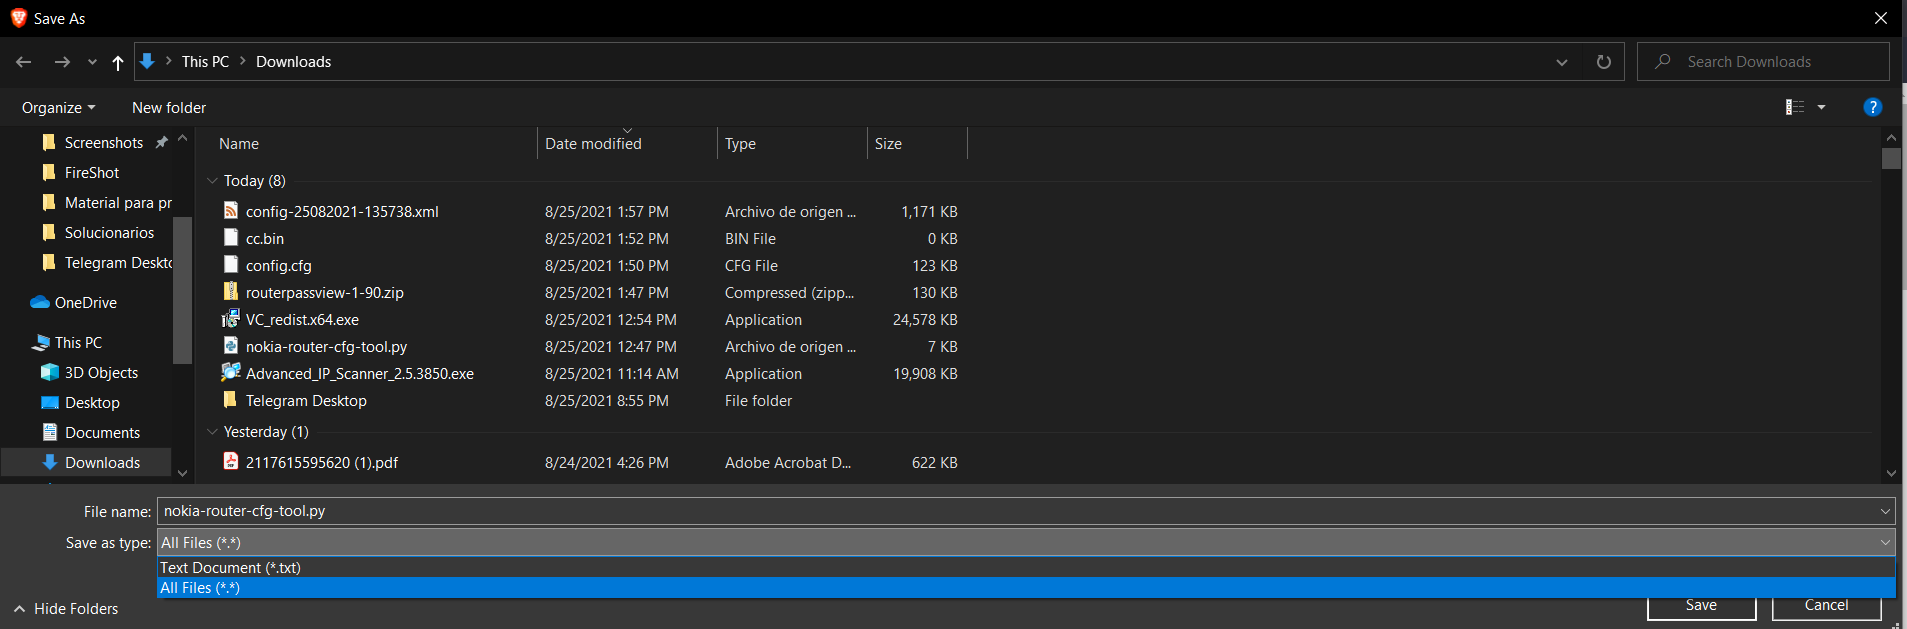 Save As
This PC > Downloads
Search Downloads
Organize
New folder
?
Screenshots
FireShot
Material para pr
Solucionarios
Telegram Deskto
OneDrive
This PC
3D Objects
Desktop
Documents
Downloads
Name Date modified Type Size
Today (8)
config-25082021-135738.xml 8/25/2021 1:57 PM Archivo de origen ... 1,171 KB
cc.bin 8/25/2021 1:52 PM BIN File 0 KB
config.cfg 8/25/2021 1:50 PM CFG File 123 KB
routerpassview-1-90.zip 8/25/2021 1:47 PM Compressed (zipp... 130 KB
VC_redist.x64.exe 8/25/2021 12:54 PM Application 24,578 KB
nokia-router-cfg-tool.py 8/25/2021 12:47 PM Archivo de origen ... 7 KB
Advanced_IP_Scanner_2.5.3850.exe 8/25/2021 11:14 AM Application 19,908 KB
Telegram Desktop 8/25/2021 8:55 PM File folder
Yesterday (1)
2117615595620 (1).pdf 8/24/2021 4:26 PM Adobe Acrobat D... 622 KB
File name: nokia-router-cfg-tool.py
Save as type: All Files (*.*)
Text Document (*.txt)
All Files (*.*)
Hide Folders
Save
Cancel